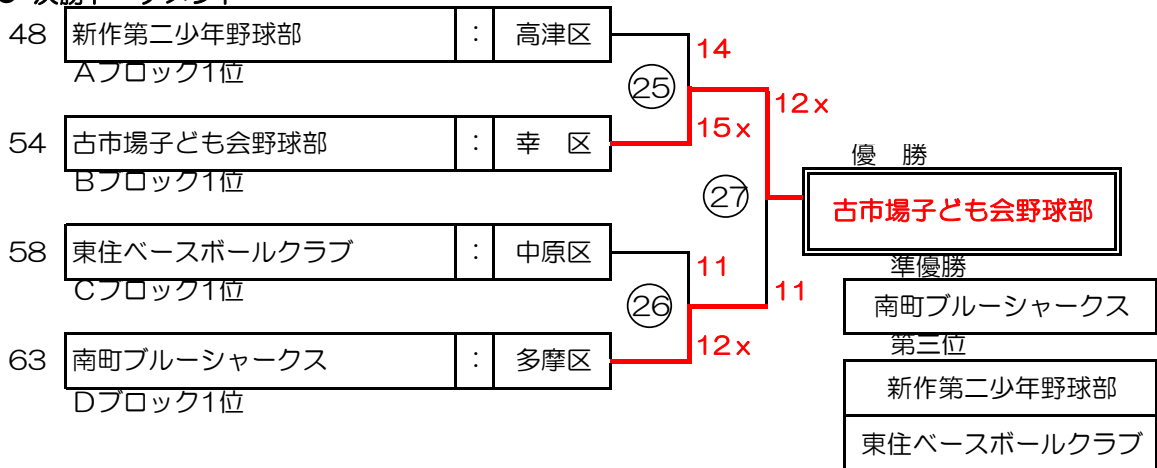 48 新作第二少年野球部 : 高津区
Aブロック1位
14
㉕
12x
54 古市場子ども会野球部 : 幸 区
15x
Bブロック1位
優 勝
㉗
古市場子ども会野球部
58 東住ベースボールクラブ : 中原区
11
準優勝
Cブロック1位
㉖
11
南町ブルーシャークス
63 南町ブルーシャークス : 多摩区
12x
第三位
Dブロック1位
新作第二少年野球部
東住ベースボールクラブ